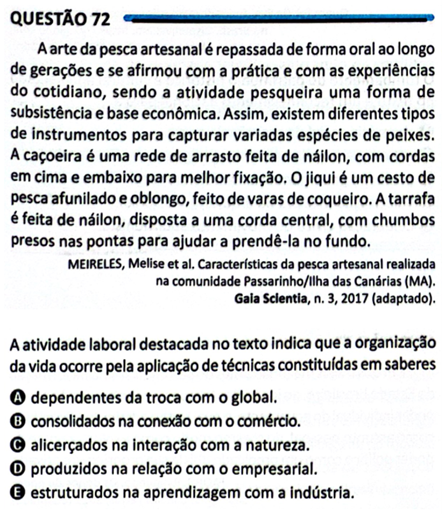 QUESTÃO 72
A arte da pesca artesanal é repassada de forma oral ao longo
de gerações e se afirmou com a prática e com as experiências
do cotidiano, sendo a atividade pesqueira uma forma de
subsistência e base econômica. Assim, existem diferentes tipos
de instrumentos para capturar variadas espécies de peixes.
A caçoeira é uma rede de arrasto feita de náilon, com cordas
em cima e embaixo para melhor fixação. O jiqui é um cesto de
pesca afunilado e oblongo, feito de varas de coqueiro. A tarrafa
é feita de náilon, disposta a uma corda central, com chumbos
presos nas pontas para ajudar a prendê-la no fundo.
MEIRELES, Melise et al. Características da pesca artesanal realizada
na comunidade Passarinho/Ilha das Canárias (MA).
Gaia Scientia, n. 3, 2017 (adaptado).
A atividade laboral destacada no texto indica que a organização
da vida ocorre pela aplicação de técnicas constituídas em saberes
A dependentes da troca com o global.
B consolidados na conexão com o comércio.
C alicerçados na interação com a natureza.
D produzidos na relação com o empresarial.
E estruturados na aprendizagem com a indústria.